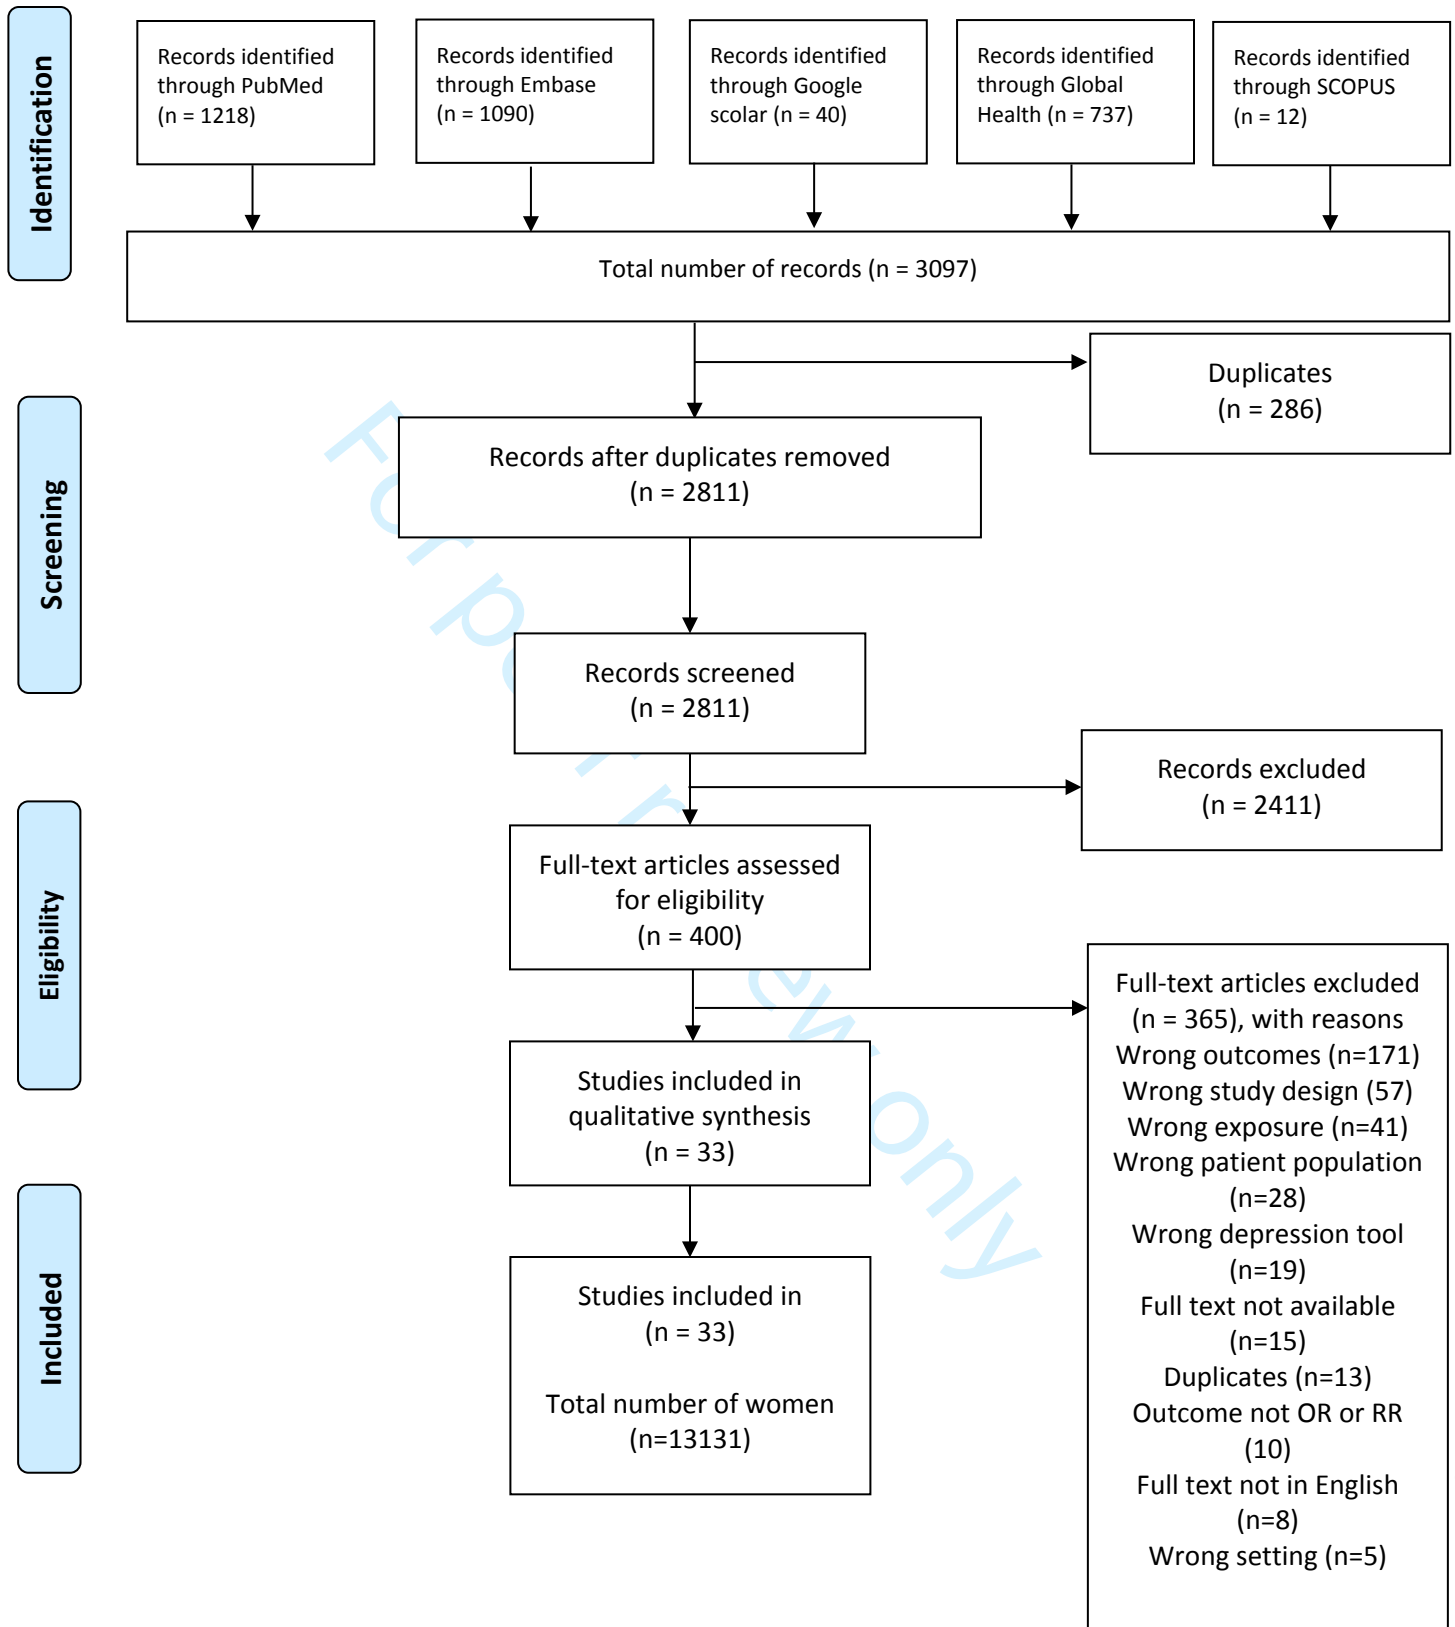 Identification
Records identified
through PubMed
(n = 1218)
Records identified
through Embase
(n = 1090)
Records identified
through Google
scolar (n = 40)
Records identified
through Global
Health (n = 737)
Records identified
through SCOPUS
(n = 12)
Total number of records (n = 3097)
Duplicates
(n = 286)
Screening
Records after duplicates removed
(n = 2811)
Records screened
(n = 2811)
Records excluded
(n = 2411)
Eligibility
Full-text articles assessed
for eligibility
(n = 400)
Full-text articles excluded
(n = 365), with reasons
Wrong outcomes (n=171)
Wrong study design (57)
Wrong exposure (n=41)
Wrong patient population
(n=28)
Wrong depression tool
(n=19)
Full text not available
(n=15)
Duplicates (n=13)
Outcome not OR or RR
(10)
Full text not in English
(n=8)
Wrong setting (n=5)
Studies included in
qualitative synthesis
(n = 33)
Included
Studies included in
(n = 33)
Total number of women
(n=13131)
For peer review only